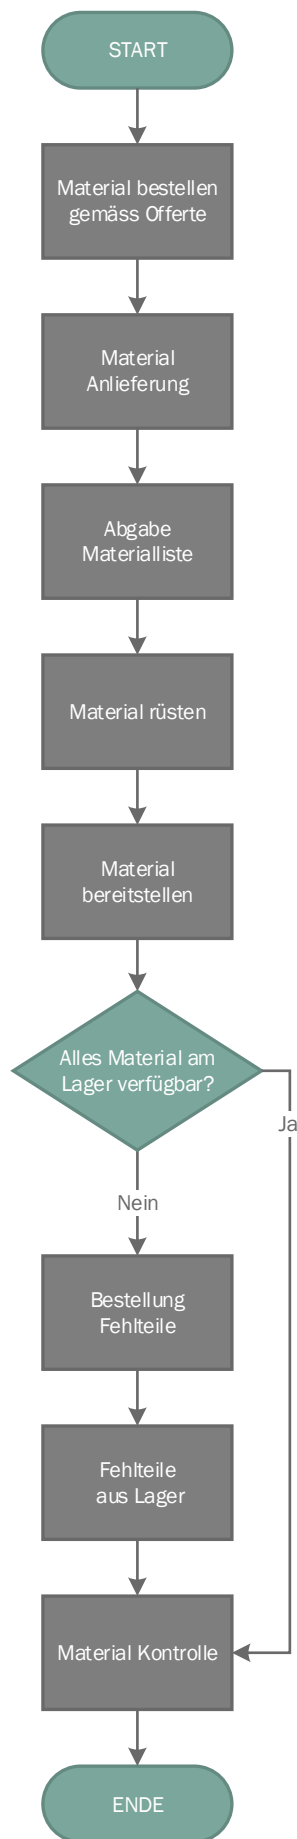 START
Material bestellen
gemäss Offerte
Material
Anlieferung
Abgabe
Materialliste
Material rüsten
Material
bereitstellen
Alles Material am
Lager verfügbar?
Ja
Nein
Bestellung
Fehlteile
Fehlteile
aus Lager
Material Kontrolle
ENDE